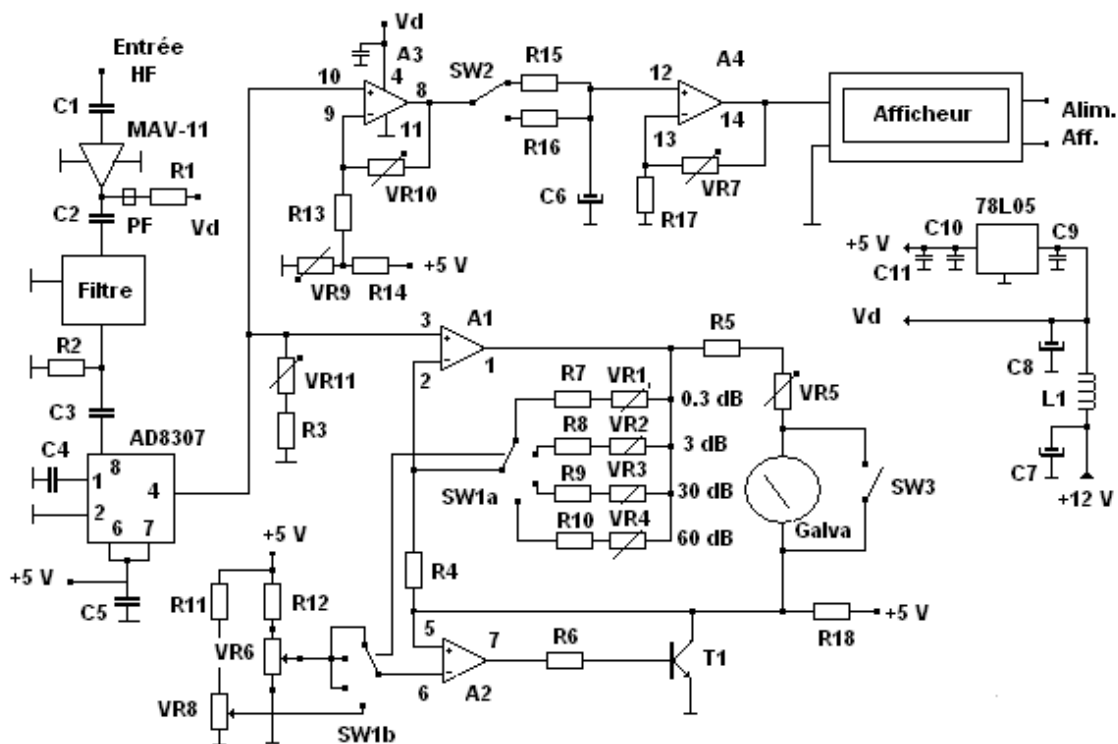 Entrée
HF
C1
MAV-11
R1
C2
PF
Vd
Filtre
R2
C3
AD8307
C4
1
8
4
2
6
7
+5 V
C5
Vd
A3
10
4
8
9
11
SW2
R15
R16
VR10
R13
VR9
R14
+5 V
C6
12
A4
14
13
VR7
R17
Afficheur
Alim.
Aff.
78L05
+5 V
C10
C9
C11
Vd
C8
L1
C7
+12 V
3
A1
1
2
VR11
R3
R5
VR5
R7
VR1
0.3 dB
R8
VR2
3 dB
R9
VR3
30 dB
R10
VR4
60 dB
SW1a
SW3
Galva
R4
+5 V
R11
R12
VR6
VR8
SW1b
5
7
6
A2
R6
T1
R18
+5 V